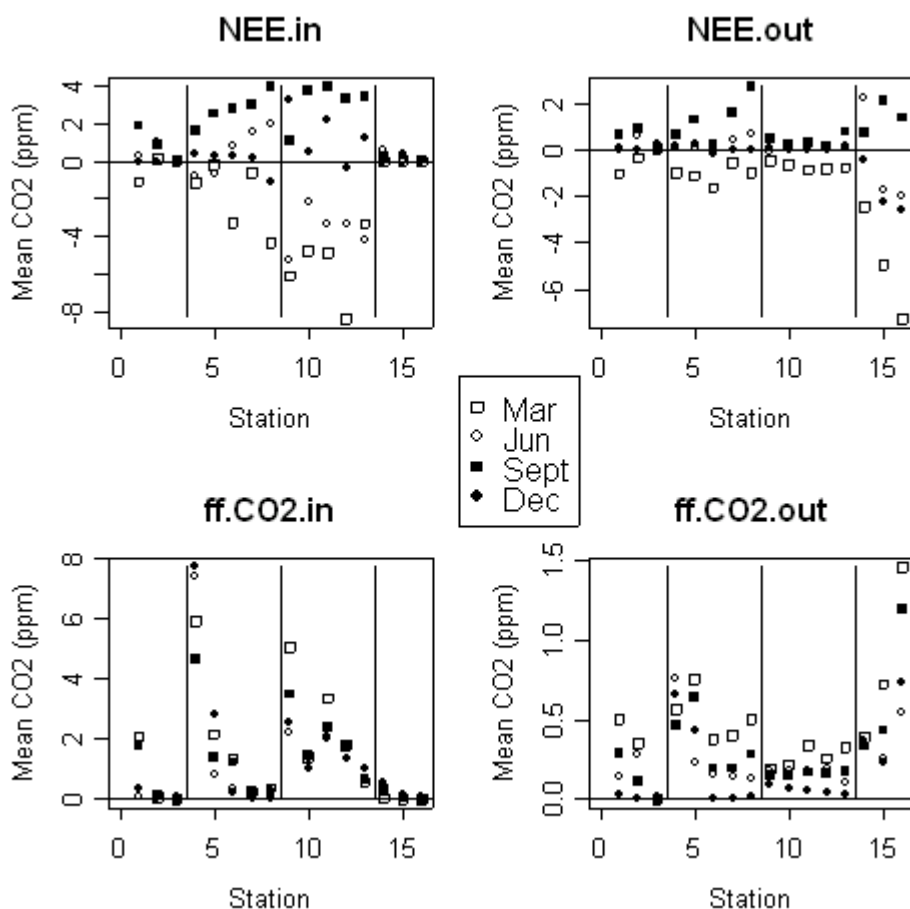 NEE.in
NEE.out
Mean CO2 (ppm)
4
2
0
-4
-8
0
5
10
15
Station
Mean CO2 (ppm)
2
0
-2
-4
-6
0
5
10
15
Station
Mar
Jun
Sept
Dec
ff.CO2.in
ff.CO2.out
Mean CO2 (ppm)
8
6
4
2
0
0
5
10
15
Station
Mean CO2 (ppm)
1.5
1.0
0.5
0.0
0
5
10
15
Station